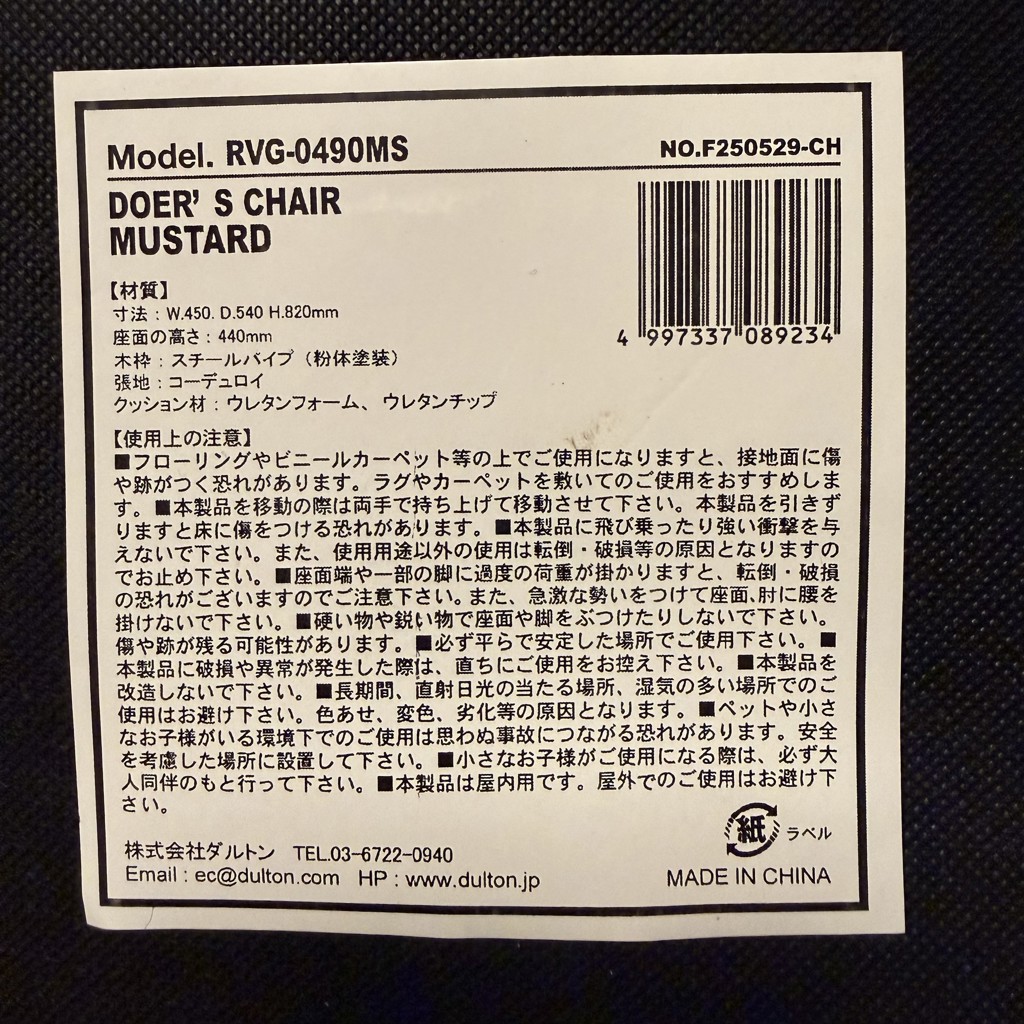 Model. RVG-0490MS
NO.F250529-CH
DOER' S CHAIR
MUSTARD
4 997337 089234
【材質】
寸法 : W.450. D.540 H.820mm
座面の高さ : 440mm
木枠 : スチールバイプ（粉体塗装）
張地 : コーデュロイ
クッション材 : ウレタンフォーム、ウレタンチップ
【使用上の注意】
■フローリングやビニールカーペット等の上でご使用になりますと、接地面に傷
や跡がつく恐れがあります。ラグやカーペットを敷いてのご使用をおすすめしま
す。■本製品を移動の際は両手で持ち上げて移動させて下さい。本製品を引きず
りますと床に傷をつける恐れがあります。■本製品に飛び乗ったり強い衝撃を与
えないで下さい。また、使用用途以外の使用は転倒・破損等の原因となりますの
でお止め下さい。■座面端や一部の脚に過度の荷重が掛かりますと、転倒・破損
の恐れがございますのでご注意下さい。また、急激な勢いをつけて座面、肘に腰を
掛けないで下さい。■硬い物や鋭い物で座面や脚をぶつけたりしないで下さい。
傷や跡が残る可能性があります。■必ず平らで安定した場所でご使用下さい。■
本製品に破損や異常が発生した際は、直ちにご使用をお控え下さい。■本製品を
改造しないで下さい。■長期間、直射日光の当たる場所、湿気の多い場所でのご
使用はお避け下さい。色あせ、変色、劣化等の原因となります。■ペットや小さ
なお子様がいる環境下でのご使用は思わぬ事故につながる恐れがあります。安全
を考慮した場所に設置して下さい。■小さなお子様がご使用になる際は、必ず大
人同伴のもと行って下さい。■本製品は屋内用です。屋外でのご使用はお避け下
さい。
紙 ラベル
株式会社ダルトン TEL.03-6722-0940
Email : ec@dulton.com HP : www.dulton.jp
MADE IN CHINA